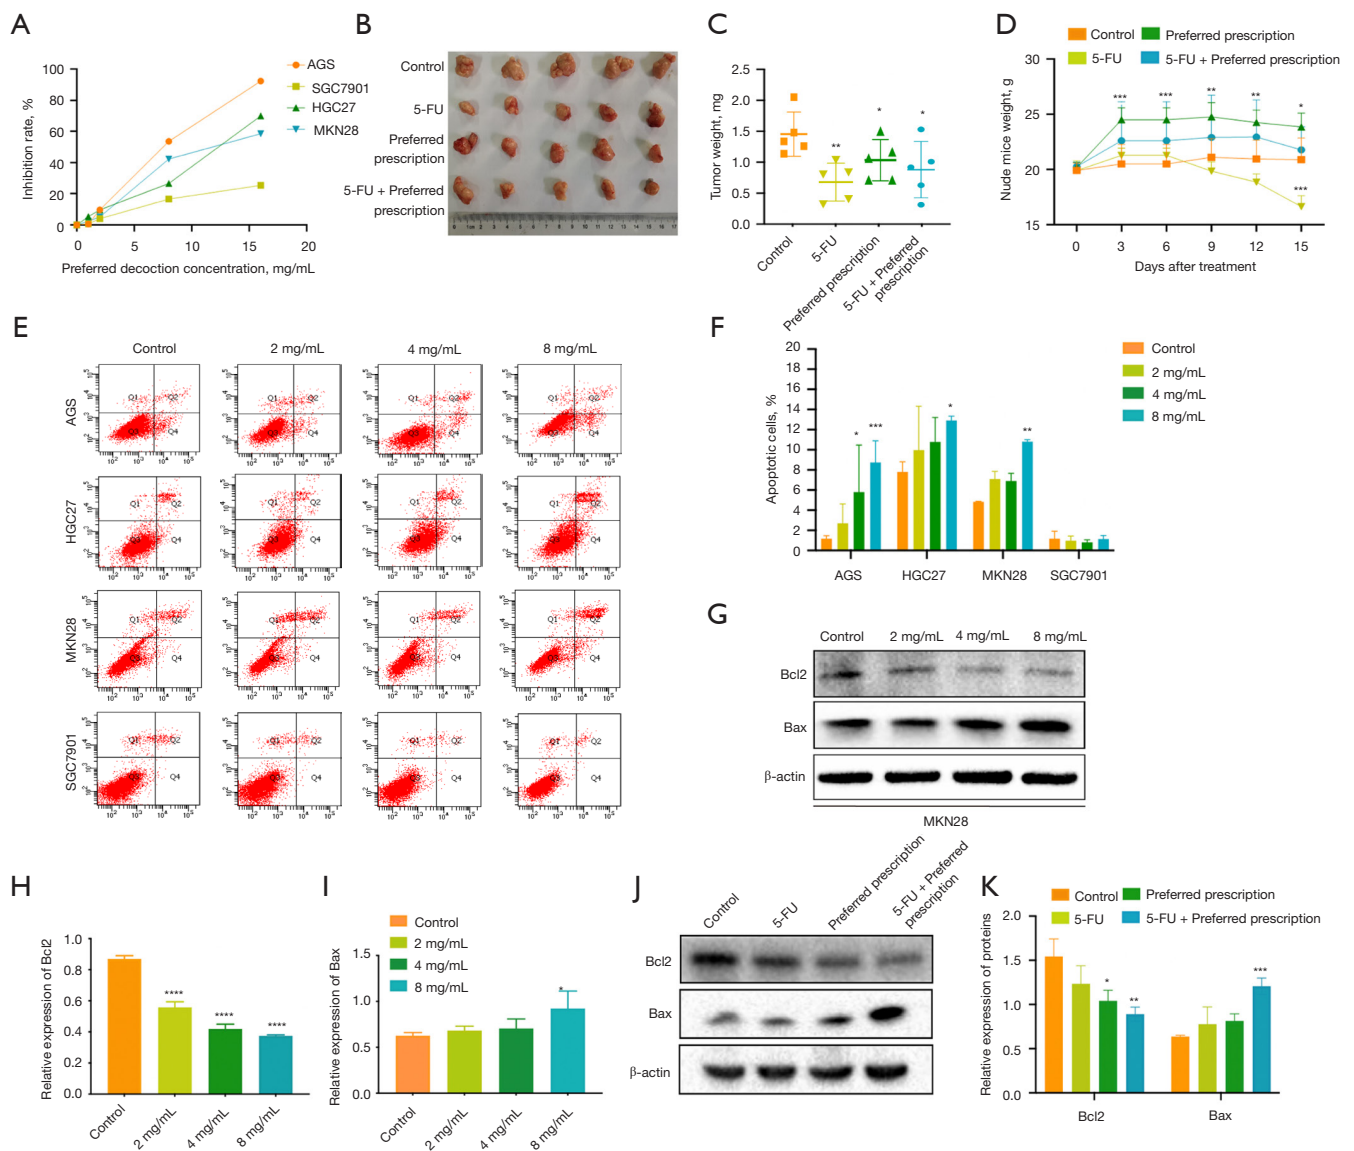 A
Inhibition rate, %
100
80
60
40
20
0
0 5 10 15 20
Preferred decoction concentration, mg/mL
AGS
SGC7901
HGC27
MKN28
B
Control
5-FU
Preferred
prescription
5-FU + Preferred
prescription
C
Tumor weight, mg
2.5
2.0
1.5
1.0
0.5
0.0
** * *
Control
5-FU
Preferred prescription
5-FU + Preferred
prescription
D
Control Preferred prescription
5-FU 5-FU + Preferred prescription
Nude mice weight, g
30
25
20
15
*** *** ** ** *
***
0 3 6 9 12 15
Days after treatment
E
Control 2 mg/mL 4 mg/mL 8 mg/mL
AGS
HGC27
MKN28
SGC7901
F
Apoptotic cells, %
20
18
16
14
12
10
8
6
4
2
0
* *** * **
AGS HGC27 MKN28 SGC7901
Control
2 mg/mL
4 mg/mL
8 mg/mL
G
Control 2 mg/mL 4 mg/mL 8 mg/mL
Bcl2
Bax
β-actin
MKN28
H
Relative expression of Bcl2
1.0
0.8
0.6
0.4
0.2
0.0
**** **** ****
Control 2 mg/mL 4 mg/mL 8 mg/mL
I
Control
2 mg/mL
4 mg/mL
8 mg/mL
Relative expression of Bax
1.5
1.0
0.5
0.0
*
Control 2 mg/mL 4 mg/mL 8 mg/mL
J
Control
5-FU
Preferred prescription
5-FU + Preferred
prescription
Bcl2
Bax
β-actin
K
Control Preferred prescription
5-FU 5-FU + Preferred prescription
Relative expression of proteins
2.0
1.5
1.0
0.5
0.0
* ** ***
Bcl2 Bax